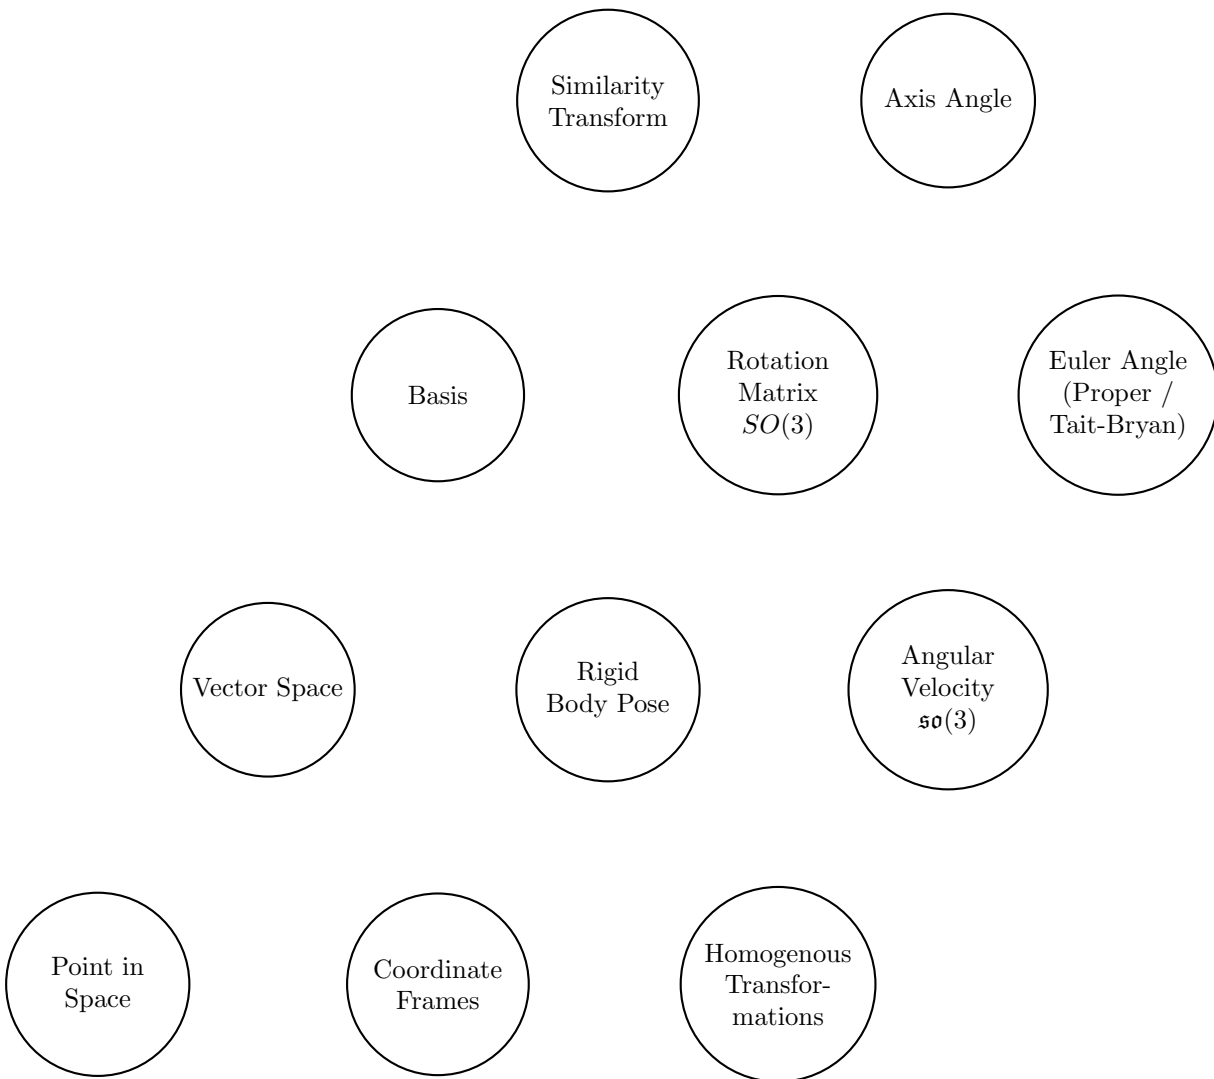 Similarity
Transform
Axis Angle
Basis
Rotation
Matrix
SO(3)
Euler Angle
(Proper /
Tait-Bryan)
Vector Space
Rigid
Body Pose
Angular
Velocity
𝔰𝔬(3)
Point in
Space
Coordinate
Frames
Homogenous
Transfor-
mations